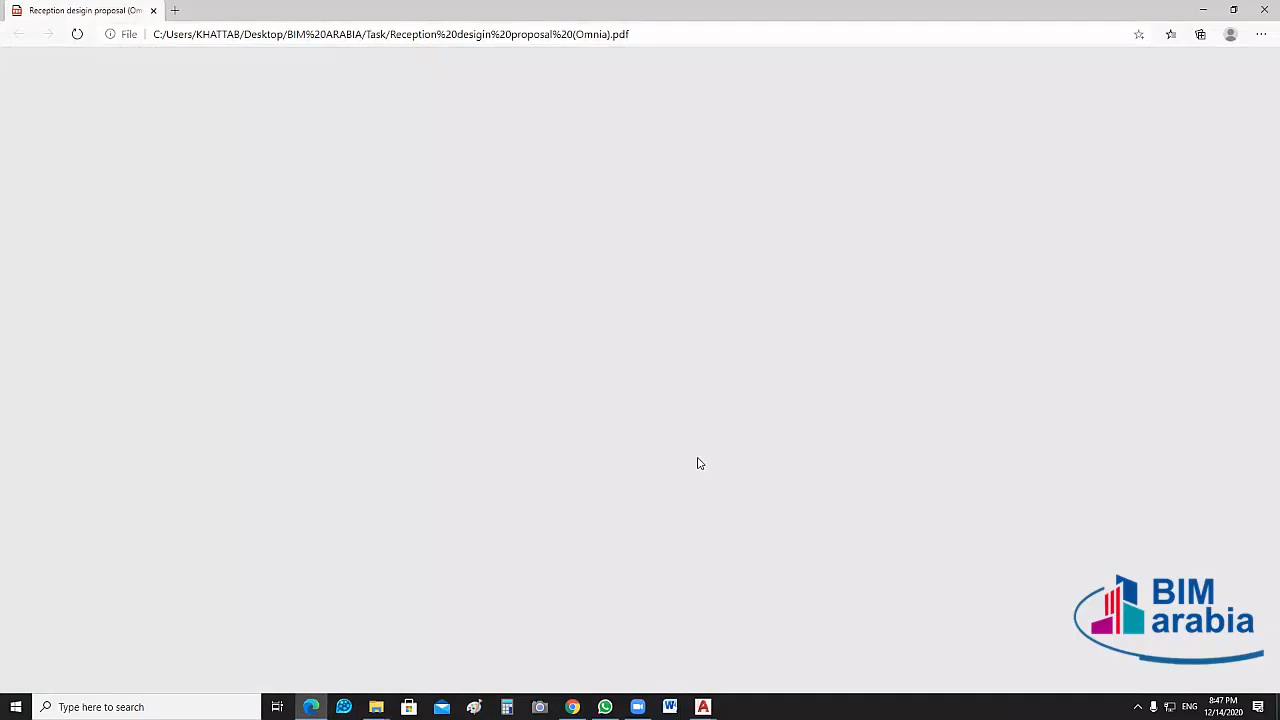 Reception desigin proposal (Om
File
C:/Users/KHATTAB/Desktop/BIM%20ARABIA/Task/Reception%20desigin%20proposal%20(Omnia).pdf
BIM
arabia
Type here to search
ENG
8:47 PM
12/14/2020